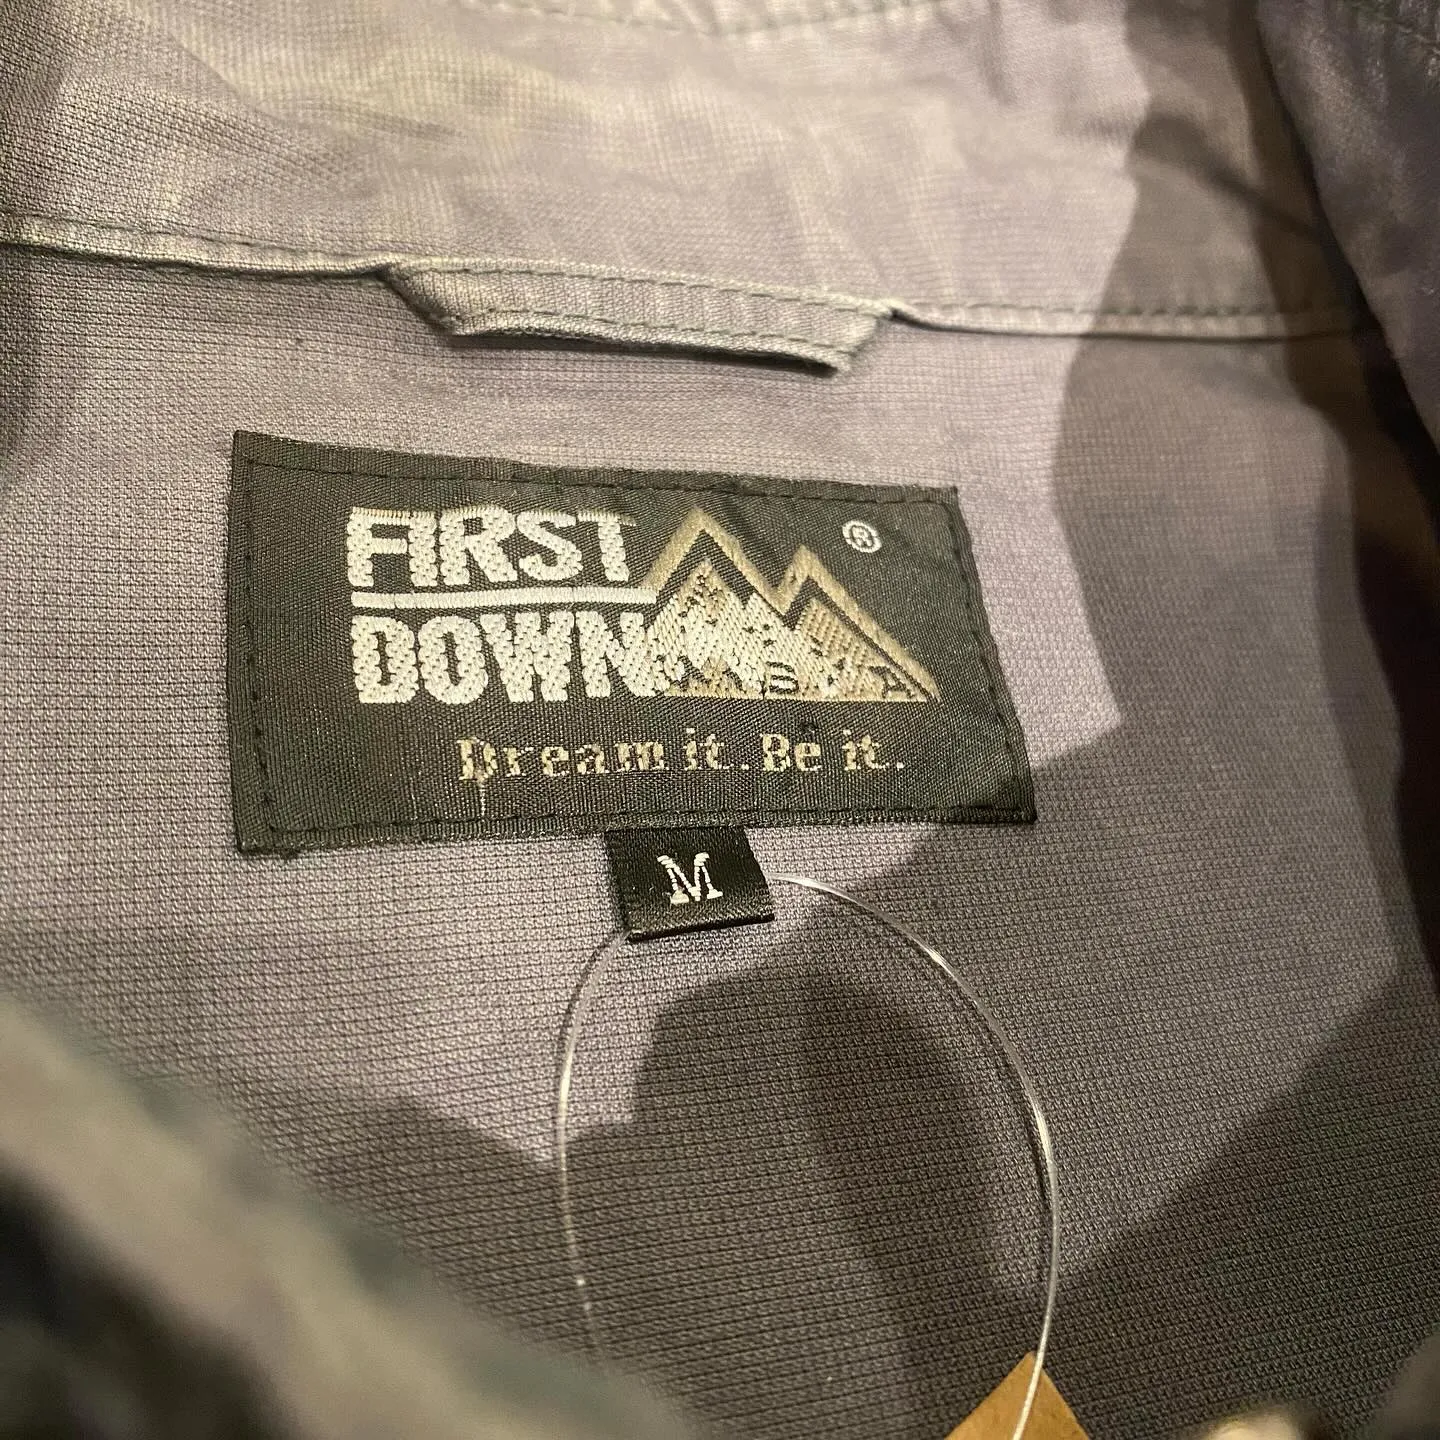 FIRST
DOWN
®
USA
Dream it. Be it.
M